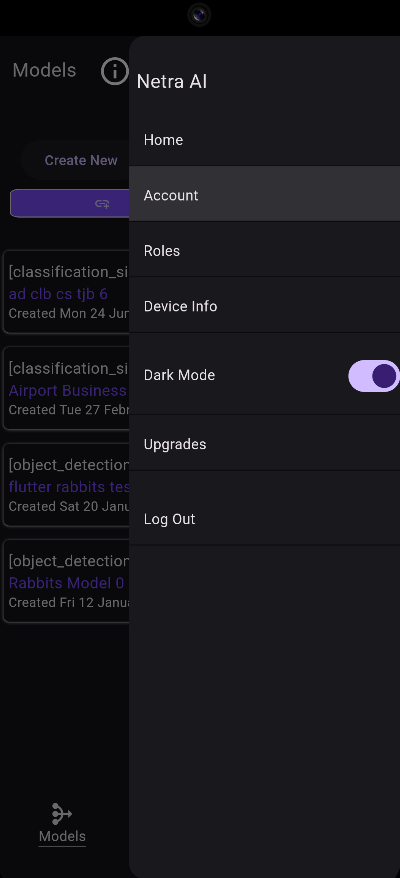 Models
Netra AI
Home
Create New
Account
Roles
[classification_si
ad clb cs tjb 6
Created Mon 24 Jun
Device Info
[classification_si
Airport Business
Created Tue 27 Febr
Dark Mode
Upgrades
[object_detection
flutter rabbits tes
Created Sat 20 Janu
Log Out
[object_detection
Rabbits Model 0
Created Fri 12 Janua
Models